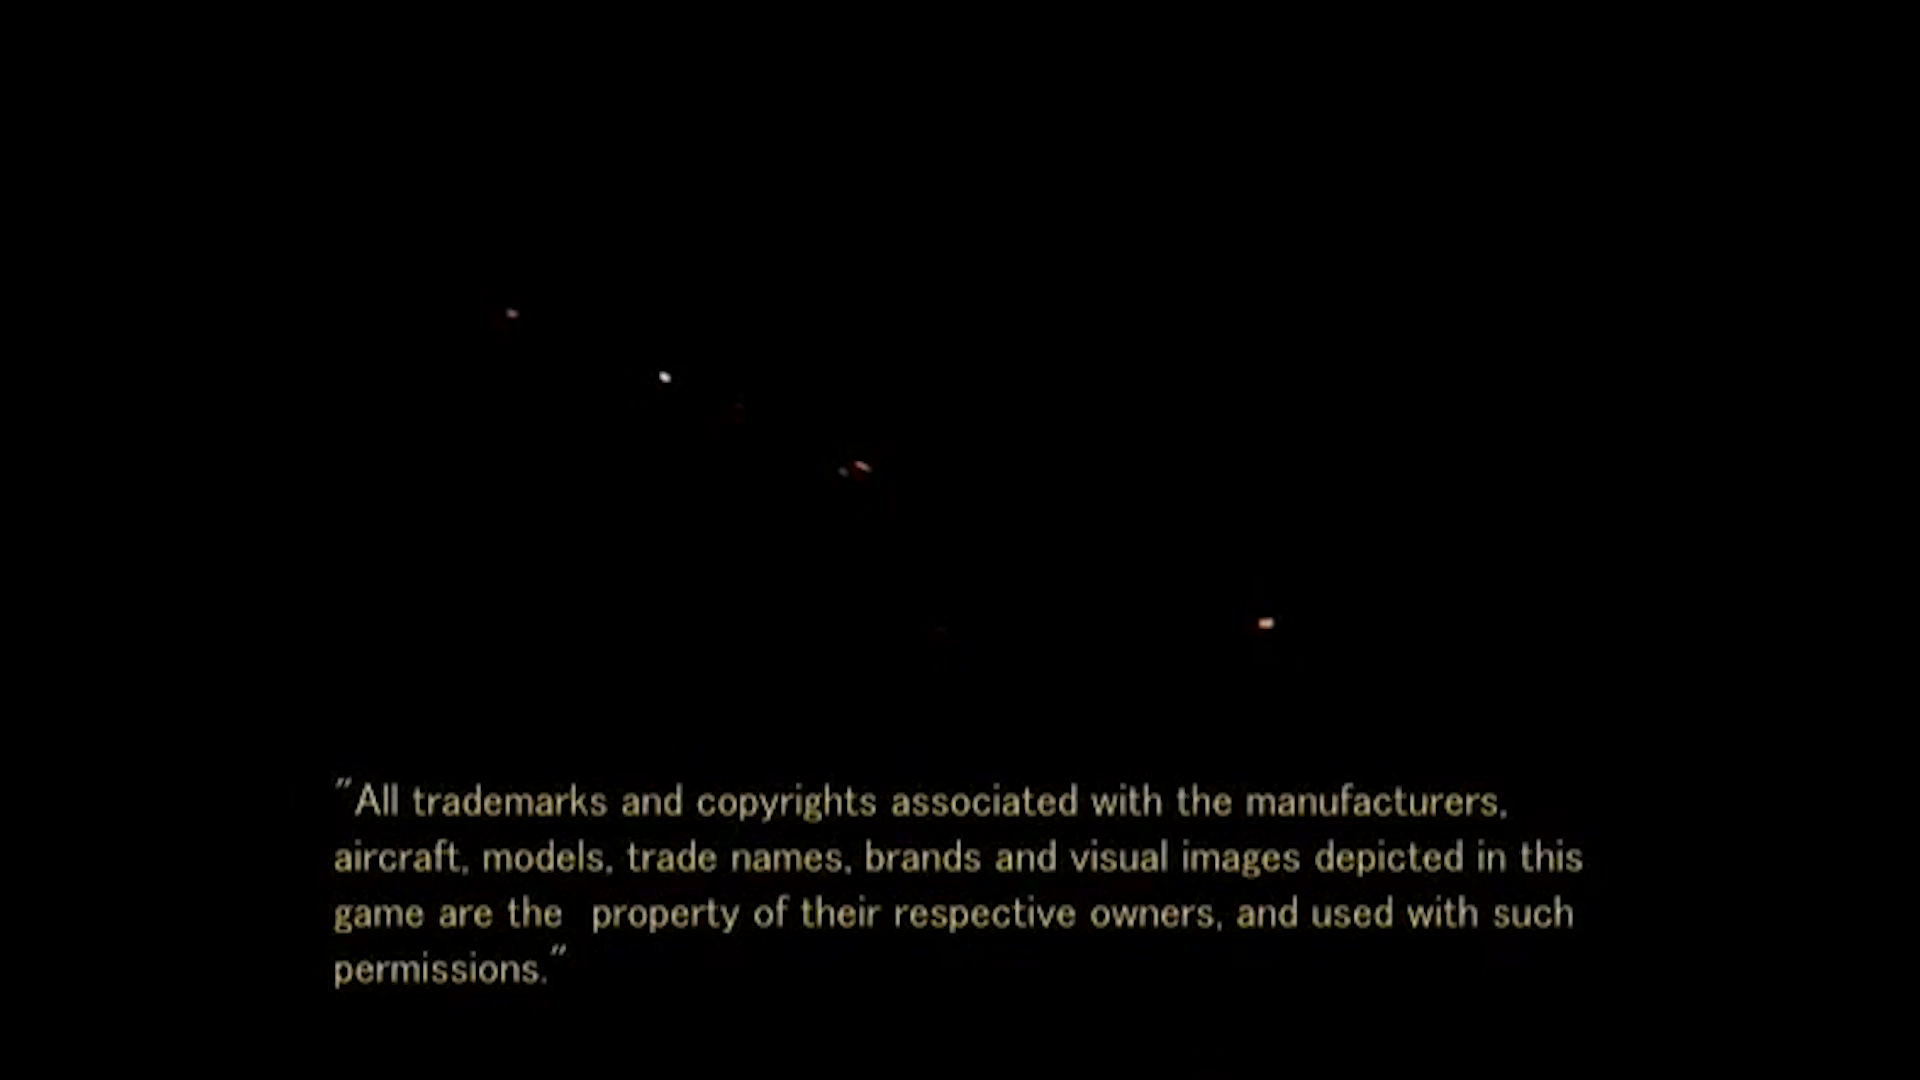 "All trademarks and copyrights associated with the manufacturers,
aircraft, models, trade names, brands and visual images depicted in this
game are the  property of their respective owners, and used with such
permissions."